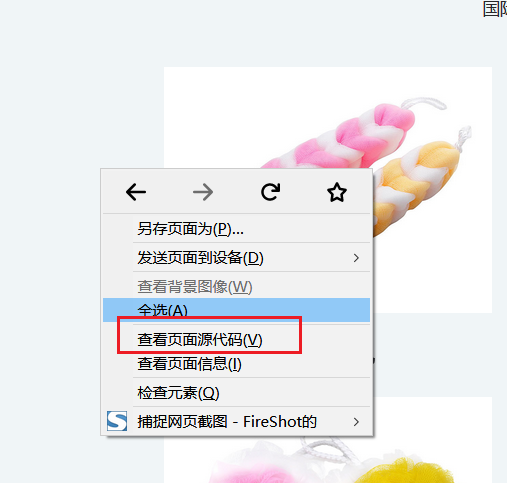 国际
另存页面为(P)...
发送页面到设备(D)
查看背景图像(W)
全选(A)
查看页面源代码(V)
查看页面信息(I)
检查元素(Q)
捕捉网页截图 - FireShot的